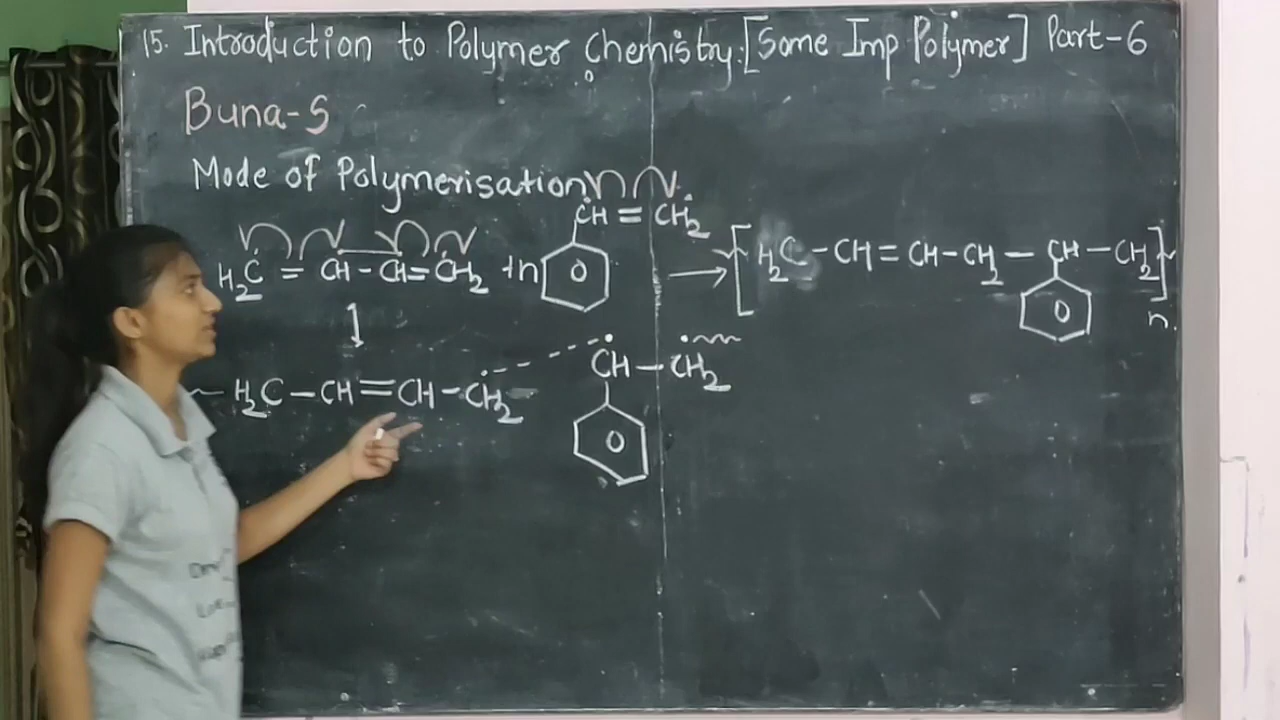 15. Introduction to Polymer Chemistry:[Some Imp Polymer] Part-6
Buna-S
Mode of Polymerisation
CH = CH2
H2C = CH - CH = CH2 + n
H2C - CH = CH - CH2 - CH - CH2
n.
H2C - CH = CH - CH2 CH - CH2